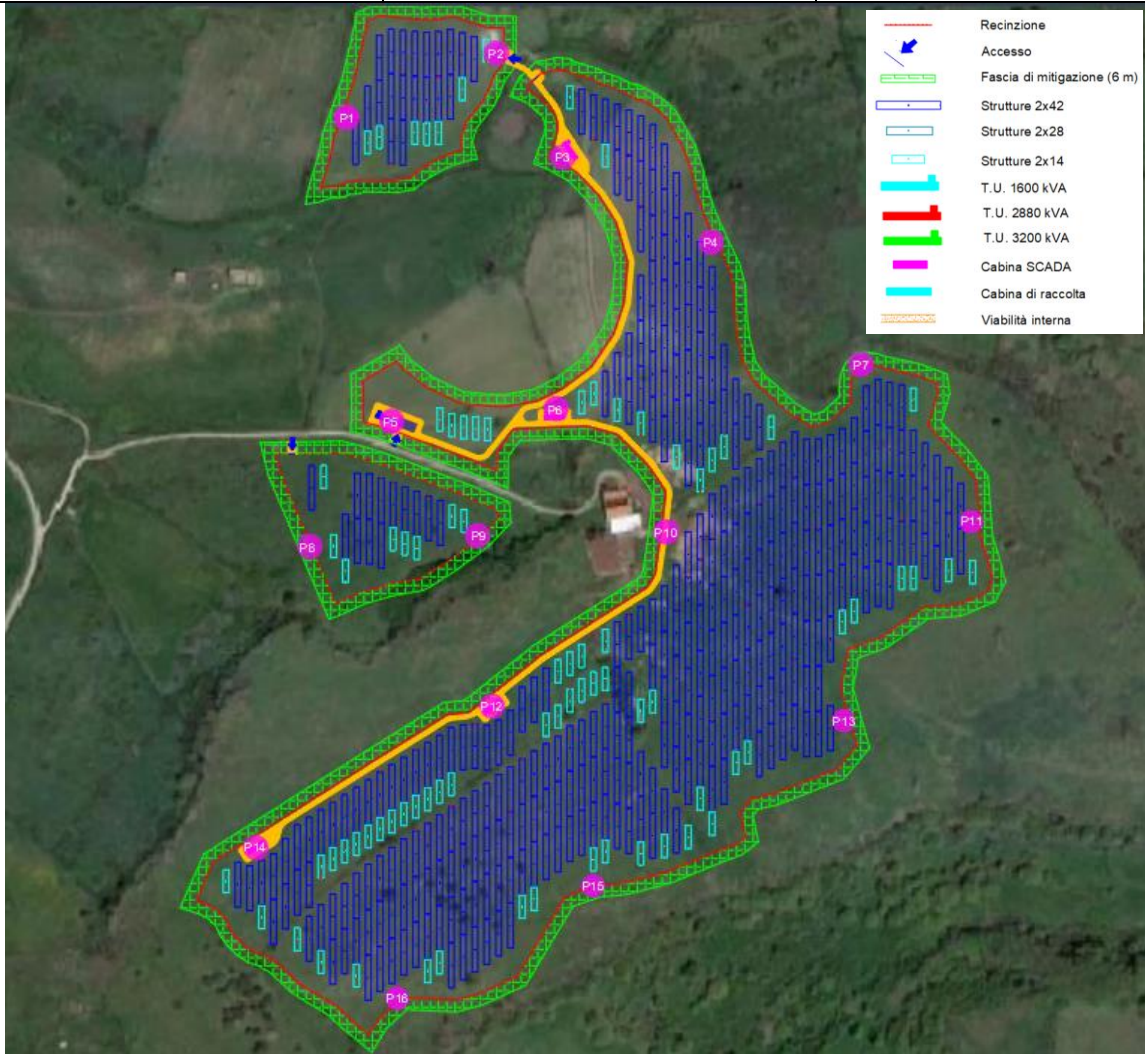 Recinzione
Accesso
Fascia di mitigazione (6 m)
Strutture 2x42
Strutture 2x28
Strutture 2x14
T.U. 1600 kVA
T.U. 2880 kVA
T.U. 3200 kVA
Cabina SCADA
Cabina di raccolta
Viabilità interna
P2
P1
P3
P4
P7
P6
P5
P11
P10
P9
P8
P12
P13
P14
P15
P16